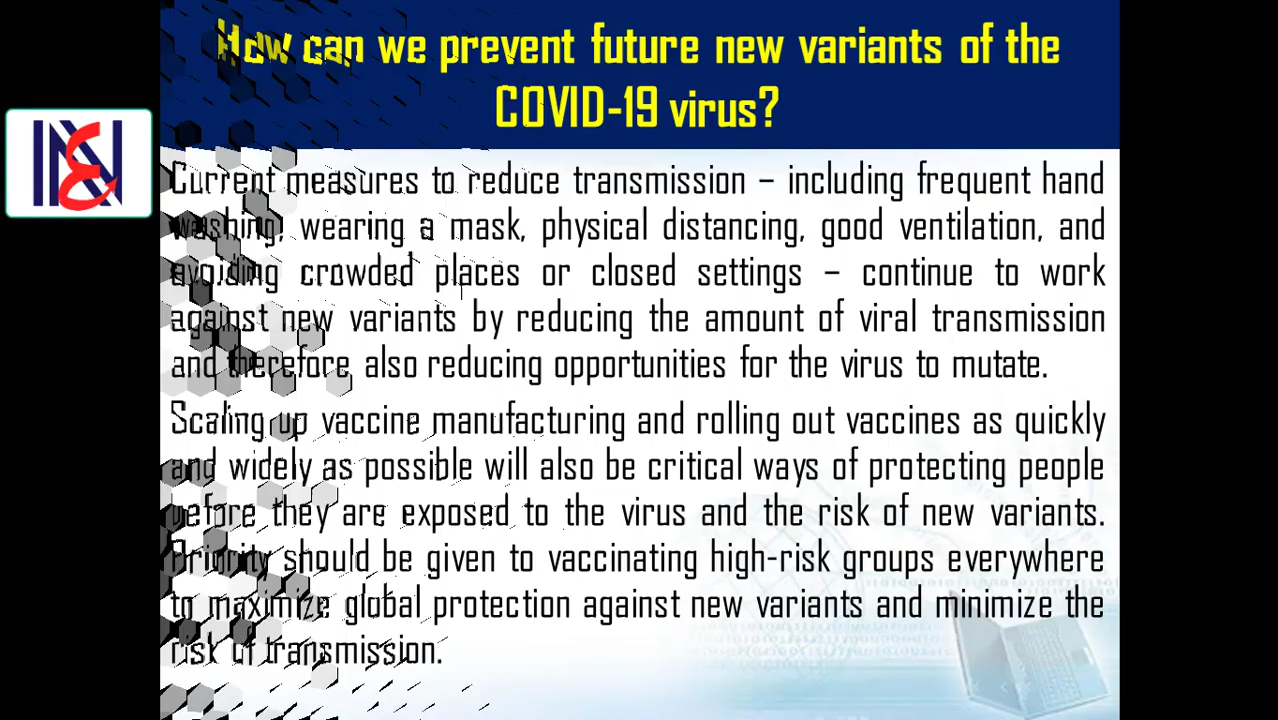 How can we prevent future new variants of the
COVID-19 virus?
Current measures to reduce transmission – including frequent hand
washing, wearing a mask, physical distancing, good ventilation, and
avoiding crowded places or closed settings – continue to work
against new variants by reducing the amount of viral transmission
and therefore also reducing opportunities for the virus to mutate.
Scaling up vaccine manufacturing and rolling out vaccines as quickly
and widely as possible will also be critical ways of protecting people
before they are exposed to the virus and the risk of new variants.
Priority should be given to vaccinating high-risk groups everywhere
to maximize global protection against new variants and minimize the
risk of transmission.